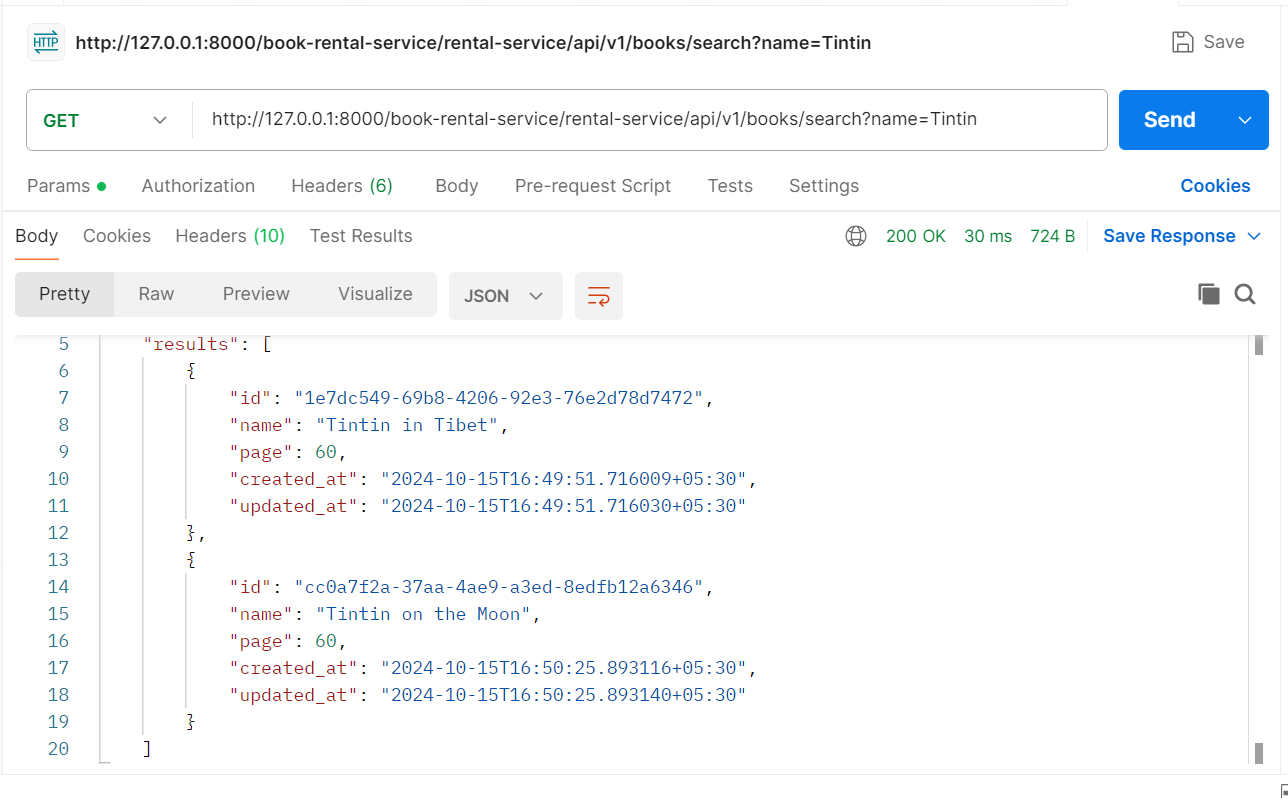 HTTP http://127.0.0.1:8000/book-rental-service/rental-service/api/v1/books/search?name=Tintin Save
GET http://127.0.0.1:8000/book-rental-service/rental-service/api/v1/books/search?name=Tintin Send
Params Authorization Headers (6) Body Pre-request Script Tests Settings Cookies
Body Cookies Headers (10) Test Results 200 OK 30 ms 724 B Save Response
Pretty Raw Preview Visualize JSON
5 "results": [
6 {
7 "id": "1e7dc549-69b8-4206-92e3-76e2d78d7472",
8 "name": "Tintin in Tibet",
9 "page": 60,
10 "created_at": "2024-10-15T16:49:51.716009+05:30",
11 "updated_at": "2024-10-15T16:49:51.716030+05:30"
12 },
13 {
14 "id": "cc0a7f2a-37aa-4ae9-a3ed-8edfb12a6346",
15 "name": "Tintin on the Moon",
16 "page": 60,
17 "created_at": "2024-10-15T16:50:25.893116+05:30",
18 "updated_at": "2024-10-15T16:50:25.893140+05:30"
19 }
20 ]